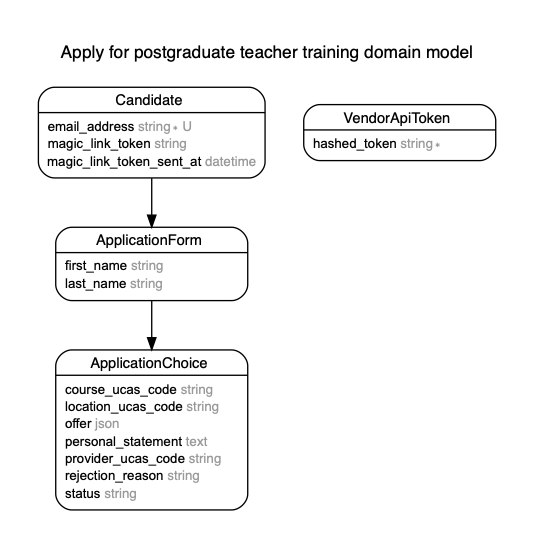 Apply for postgraduate teacher training domain model
Candidate
email_address string * U
magic_link_token string
magic_link_token_sent_at datetime
VendorApiToken
hashed_token string *
ApplicationForm
first_name string
last_name string
ApplicationChoice
course_ucas_code string
location_ucas_code string
offer json
personal_statement text
provider_ucas_code string
rejection_reason string
status string